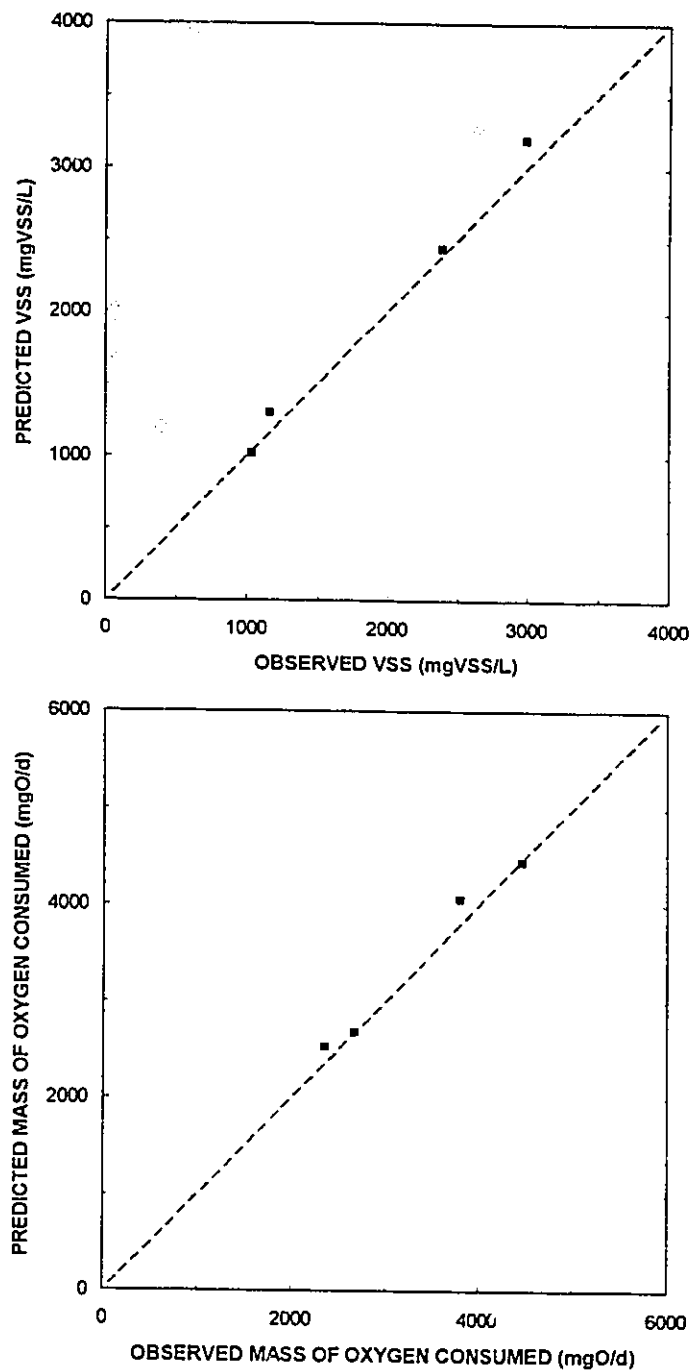 4000
3000
2000
1000
0
PREDICTED VSS (mgVSS/L)
0 1000 2000 3000 4000
OBSERVED VSS (mgVSS/L)
6000
4000
2000
0
PREDICTED MASS OF OXYGEN CONSUMED (mgO/d)
0 2000 4000 6000
OBSERVED MASS OF OXYGEN CONSUMED (mgO/d)